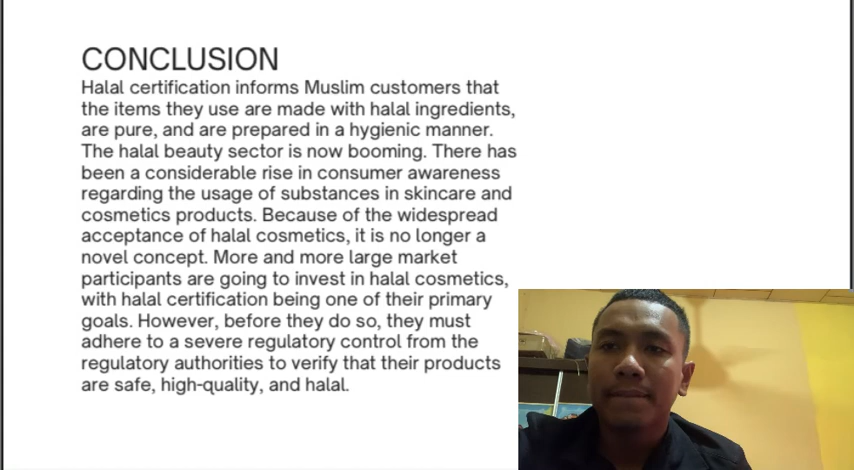 CONCLUSION
Halal certification informs Muslim customers that
the items they use are made with halal ingredients,
are pure, and are prepared in a hygienic manner.
The halal beauty sector is now booming. There has
been a considerable rise in consumer awareness
regarding the usage of substances in skincare and
cosmetics products. Because of the widespread
acceptance of halal cosmetics, it is no longer a
novel concept. More and more large market
participants are going to invest in halal cosmetics,
with halal certification being one of their primary
goals. However, before they do so, they must
adhere to a severe regulatory control from the
regulatory authorities to verify that their products
are safe, high-quality, and halal.